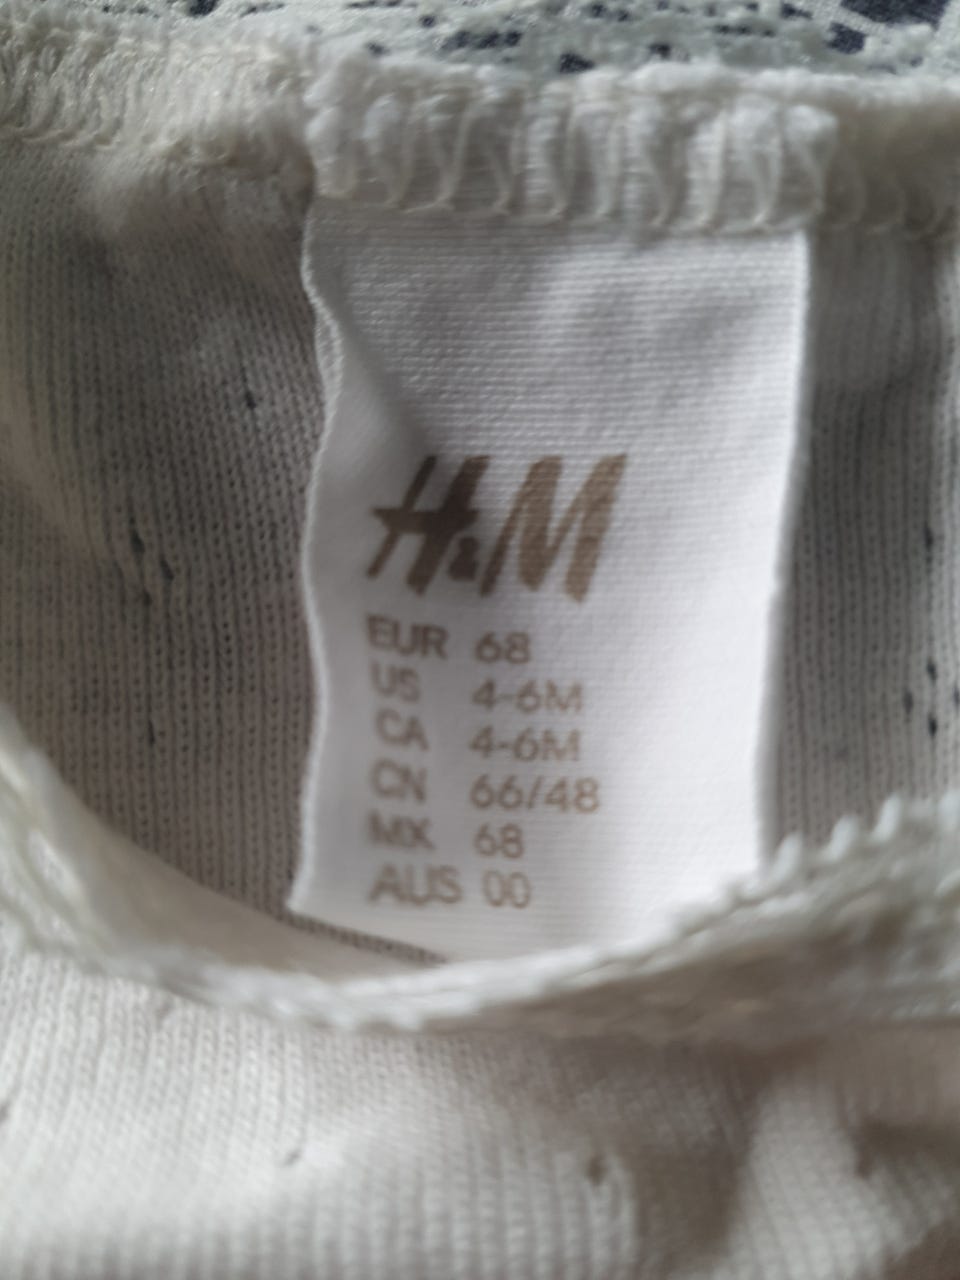 H&M
EUR 68
US 4-6M
CA 4-6M
CN 66/48
MX 68
AUS 00